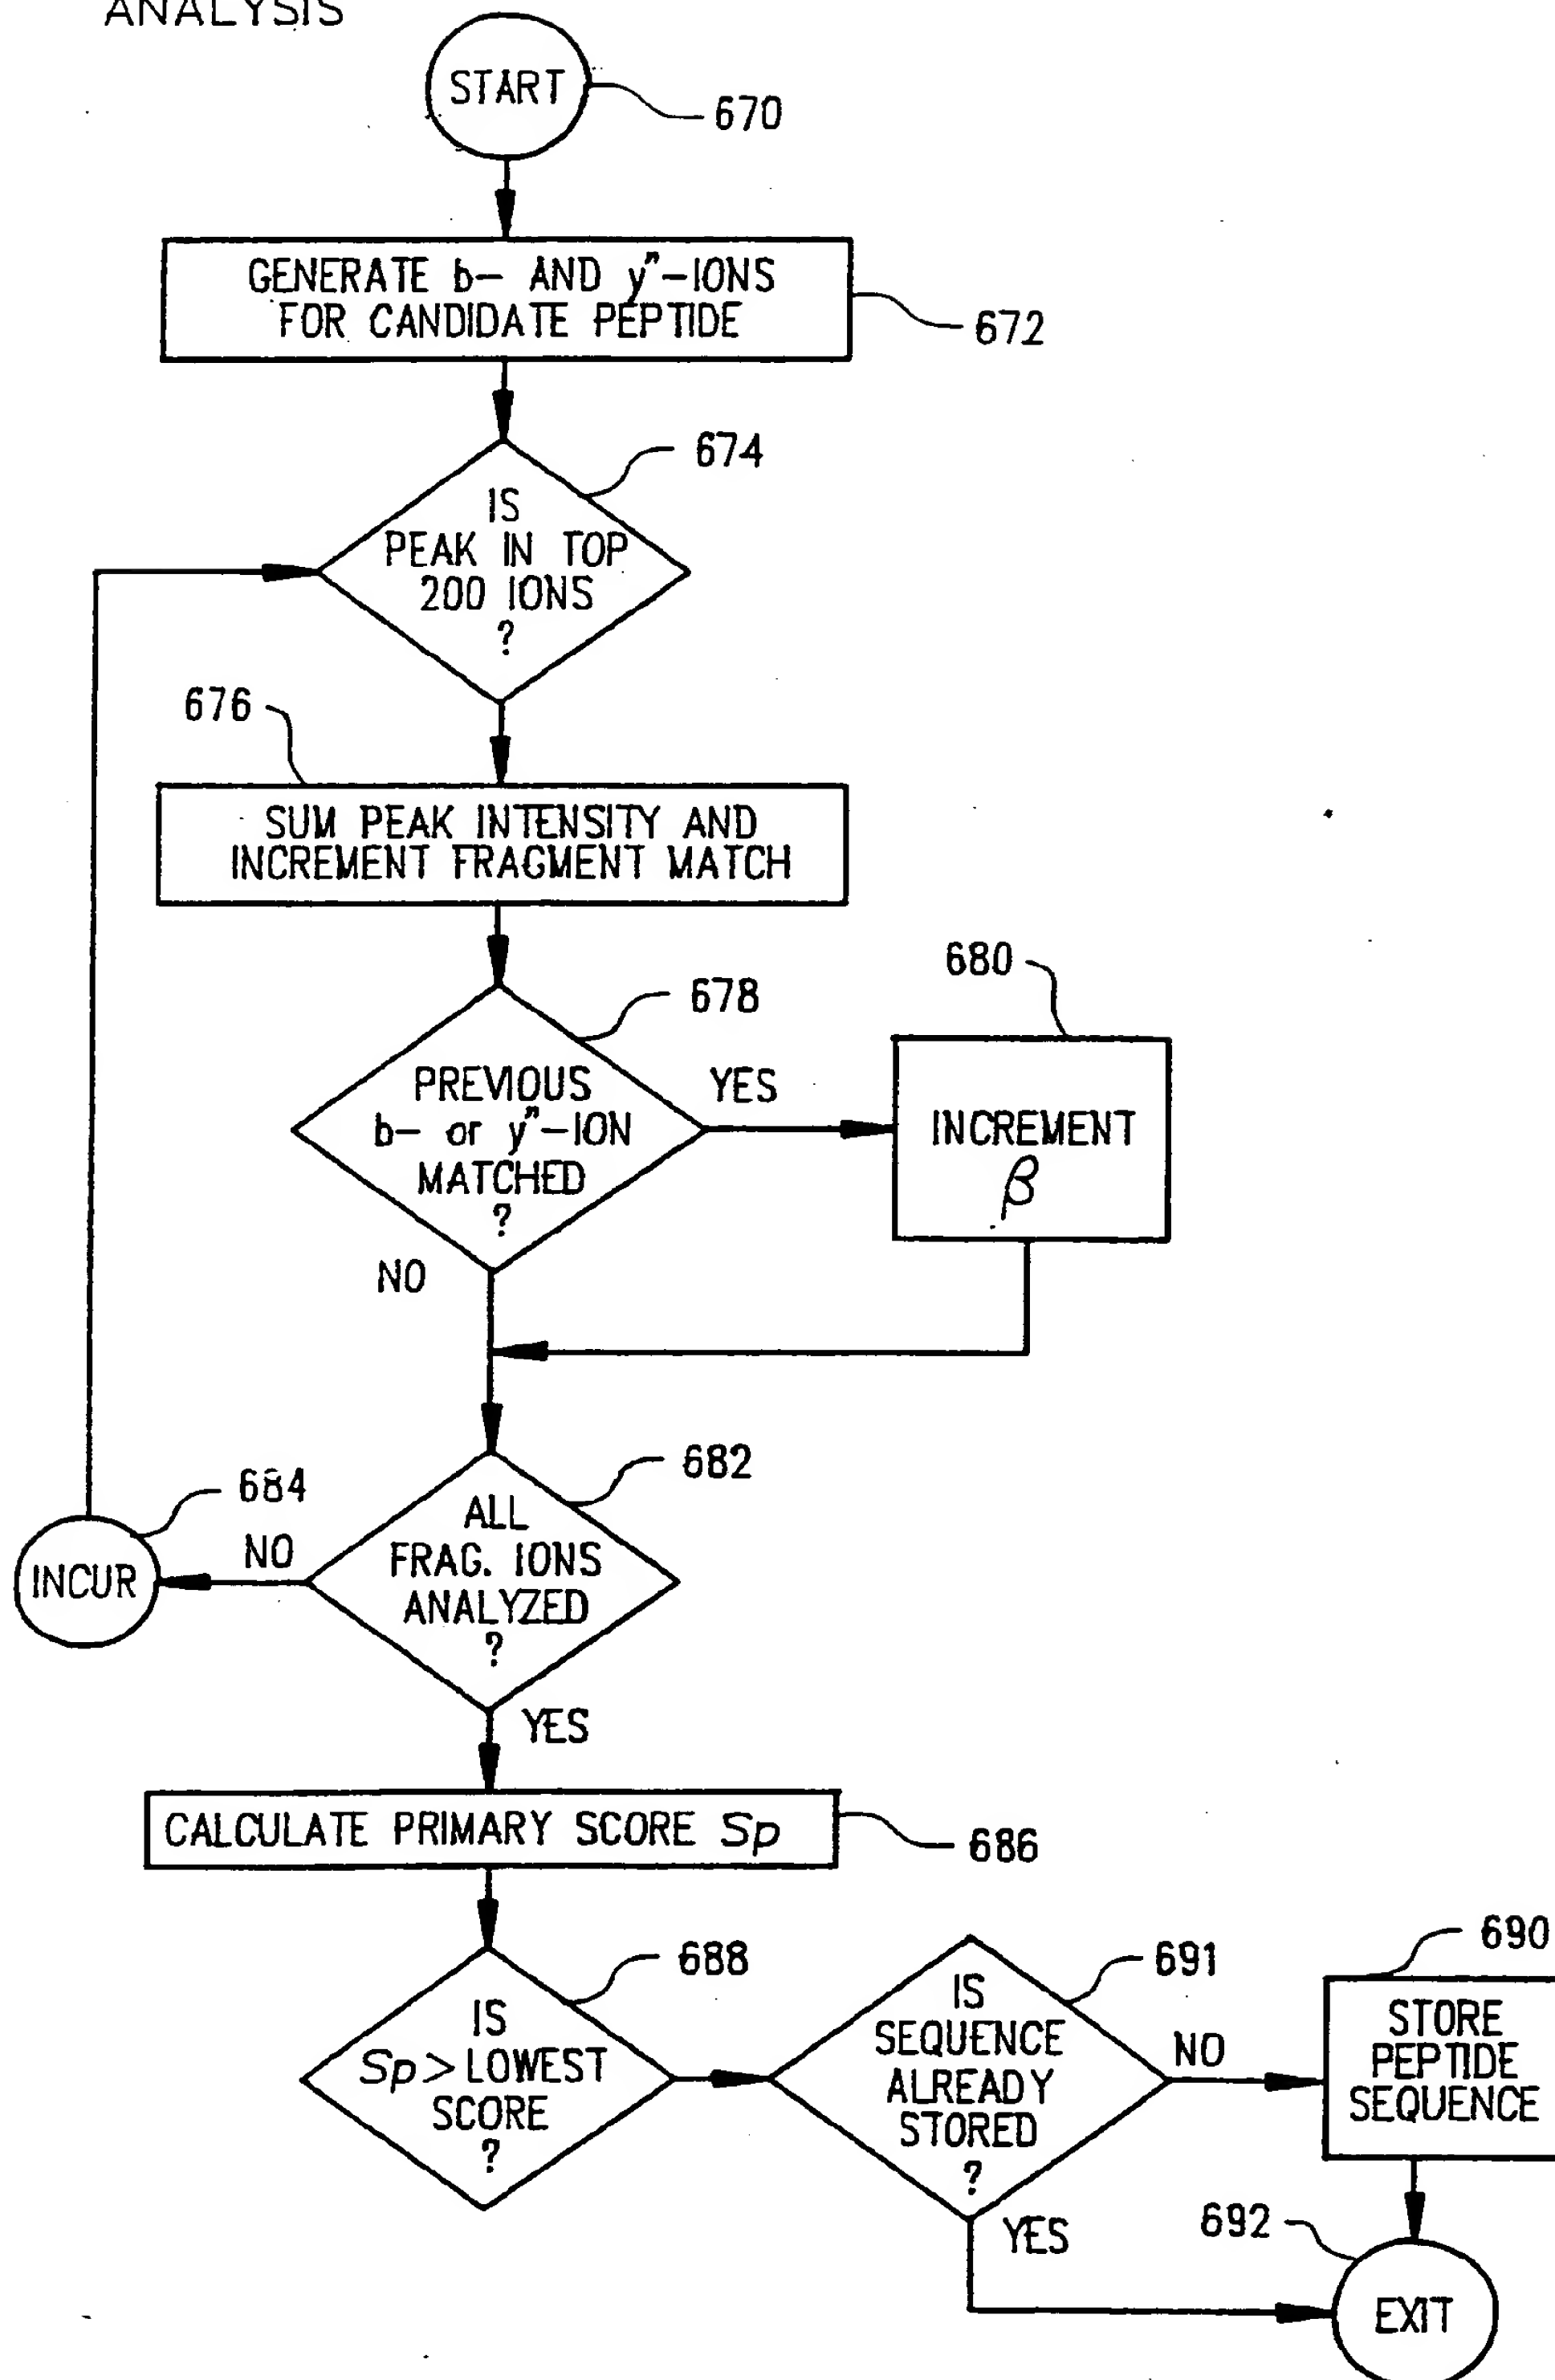 ANALYSIS
START
670
GENERATE b- AND y"-IONS
FOR CANDIDATE PEPTIDE
672
674
IS
PEAK IN TOP
200 IONS
?
676
SUM PEAK INTENSITY AND
INCREMENT FRAGMENT MATCH
678
680
PREVIOUS
b- or y"-ION
MATCHED
?
YES
INCREMENT
β
NO
682
684
ALL
FRAG. IONS
ANALYZED
?
NO
INCUR
YES
CALCULATE PRIMARY SCORE Sp
686
688
IS
Sp > LOWEST
SCORE
?
691
IS
SEQUENCE
ALREADY
STORED
?
NO
690
STORE
PEPTIDE
SEQUENCE
YES
692
EXIT